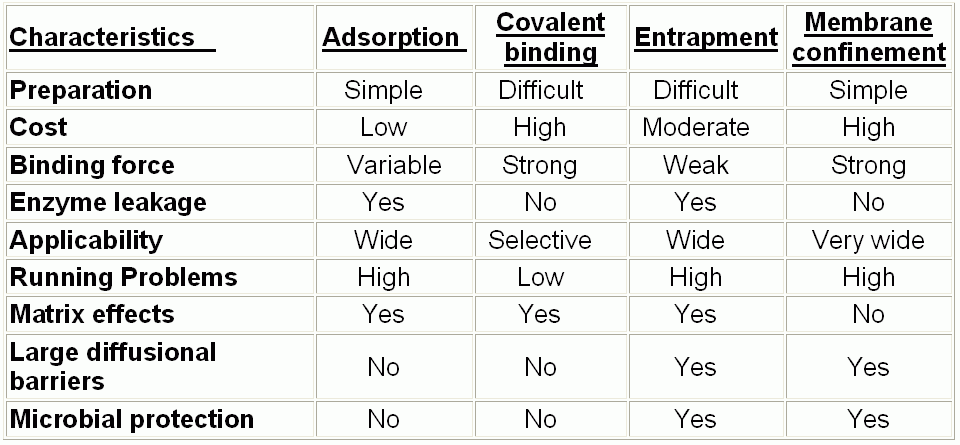 Characteristics Adsorption Covalent binding Entrapment Membrane confinement
Preparation Simple Difficult Difficult Simple
Cost Low High Moderate High
Binding force Variable Strong Weak Strong
Enzyme leakage Yes No Yes No
Applicability Wide Selective Wide Very wide
Running Problems High Low High High
Matrix effects Yes Yes Yes No
Large diffusional barriers No No Yes Yes
Microbial protection No No Yes Yes